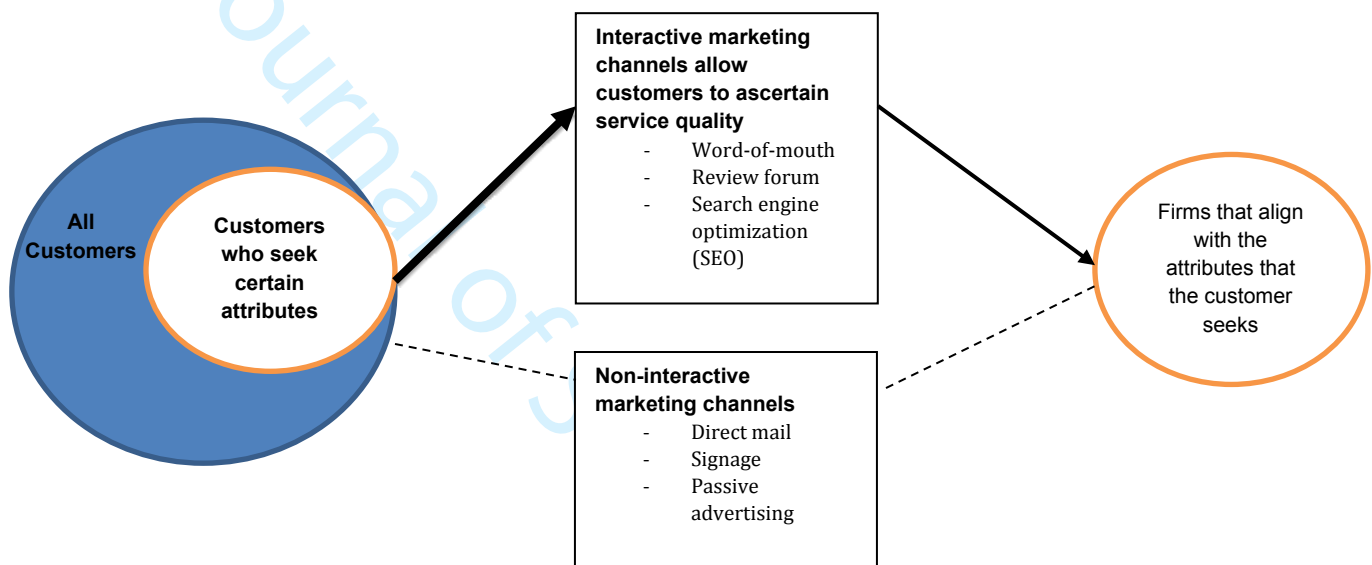 Journal of S
All
Customers
Customers
who seek
certain
attributes
Interactive marketing
channels allow
customers to ascertain
service quality
- Word-of-mouth
- Review forum
- Search engine
optimization
(SEO)
Non-interactive
marketing channels
- Direct mail
- Signage
- Passive
advertising
Firms that align
with the
attributes that
the customer
seeks